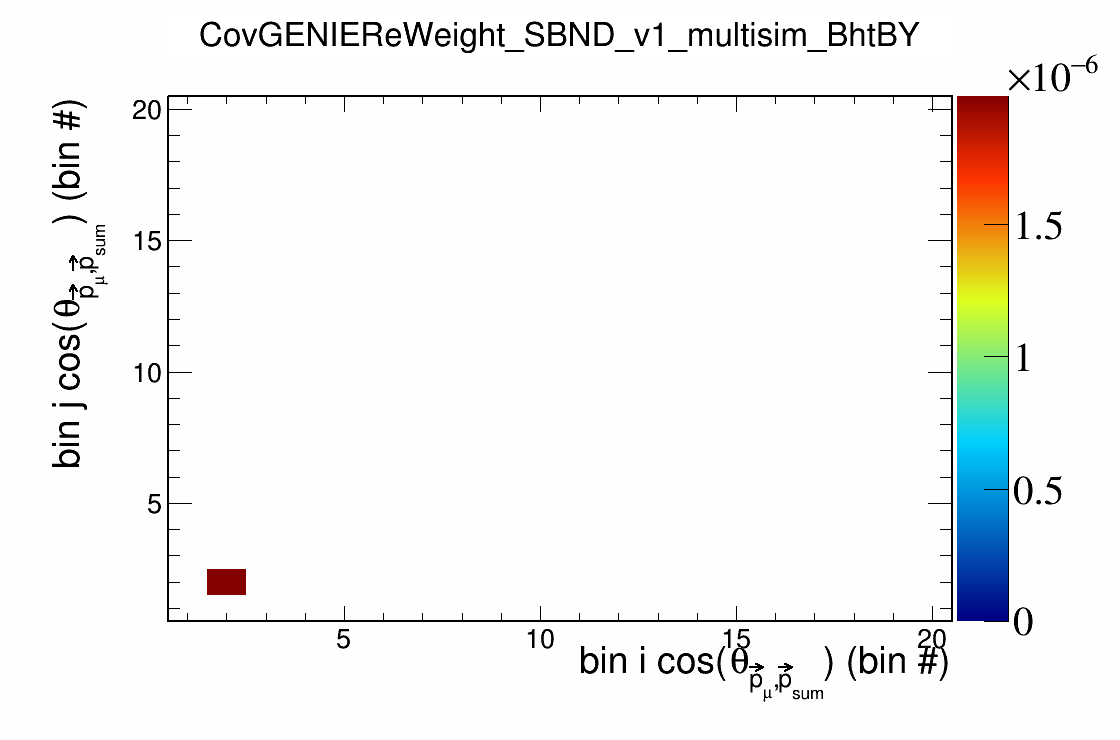 CovGENIEReWeight_SBND_v1_multisim_BhtBY
×10⁻⁶
bin j cos(θ_{p⃗_μ,p⃗_sum}) (bin #)
20
15
10
5
1.5
1
0.5
0
5 10 15 20
bin i cos(θ_{p⃗_μ,p⃗_sum}) (bin #)